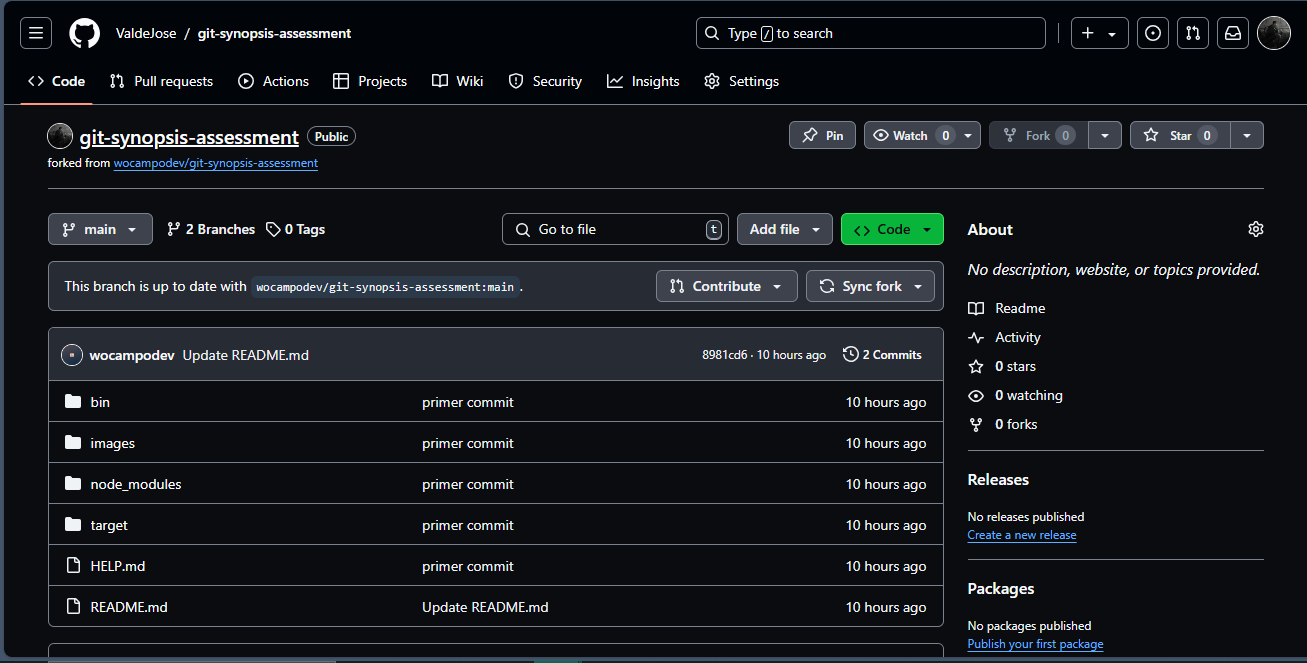 ValdeJose / git-synopsis-assessment
Type / to search
Code Pull requests Actions Projects Wiki Security Insights Settings
git-synopsis-assessment Public
Pin Watch 0 Fork 0 Star 0
forked from wocampodev/git-synopsis-assessment
main 2 Branches 0 Tags Go to file t Add file Code
This branch is up to date with wocampodev/git-synopsis-assessment:main . Contribute Sync fork
wocampodev Update README.md 8981cd6 · 10 hours ago 2 Commits
bin primer commit 10 hours ago
images primer commit 10 hours ago
node_modules primer commit 10 hours ago
target primer commit 10 hours ago
HELP.md primer commit 10 hours ago
README.md Update README.md 10 hours ago
About
No description, website, or topics provided.
Readme
Activity
0 stars
0 watching
0 forks
Releases
No releases published
Create a new release
Packages
No packages published
Publish your first package